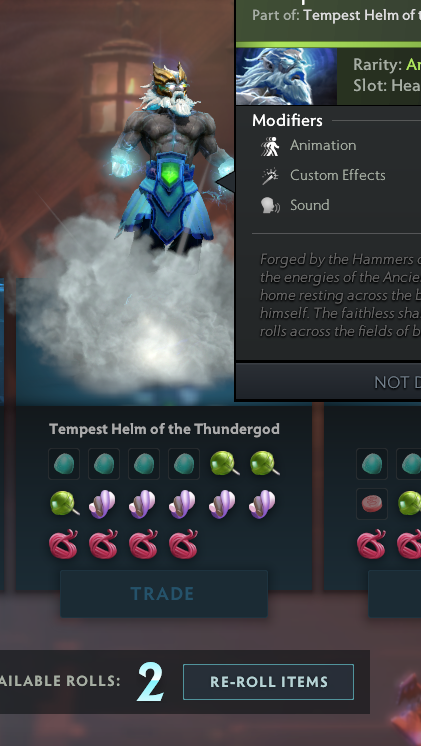 Part of: Tempest Helm of t
Rarity: Ar
Slot: Hea
Modifiers
Animation
Custom Effects
Sound
Forged by the Hammers o
the energies of the Ancie
home resting across the b
himself. The faithless sha
rolls across the fields of b
NOT D
Tempest Helm of the Thundergod
TRADE
AILABLE ROLLS: 2 RE-ROLL ITEMS